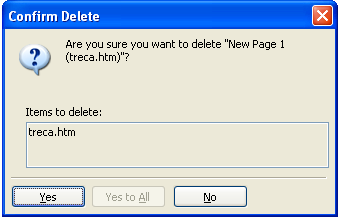 Confirm Delete
Are you sure you want to delete "New Page 1
(treca.htm)"?
Items to delete:
treca.htm
Yes
Yes to All
No